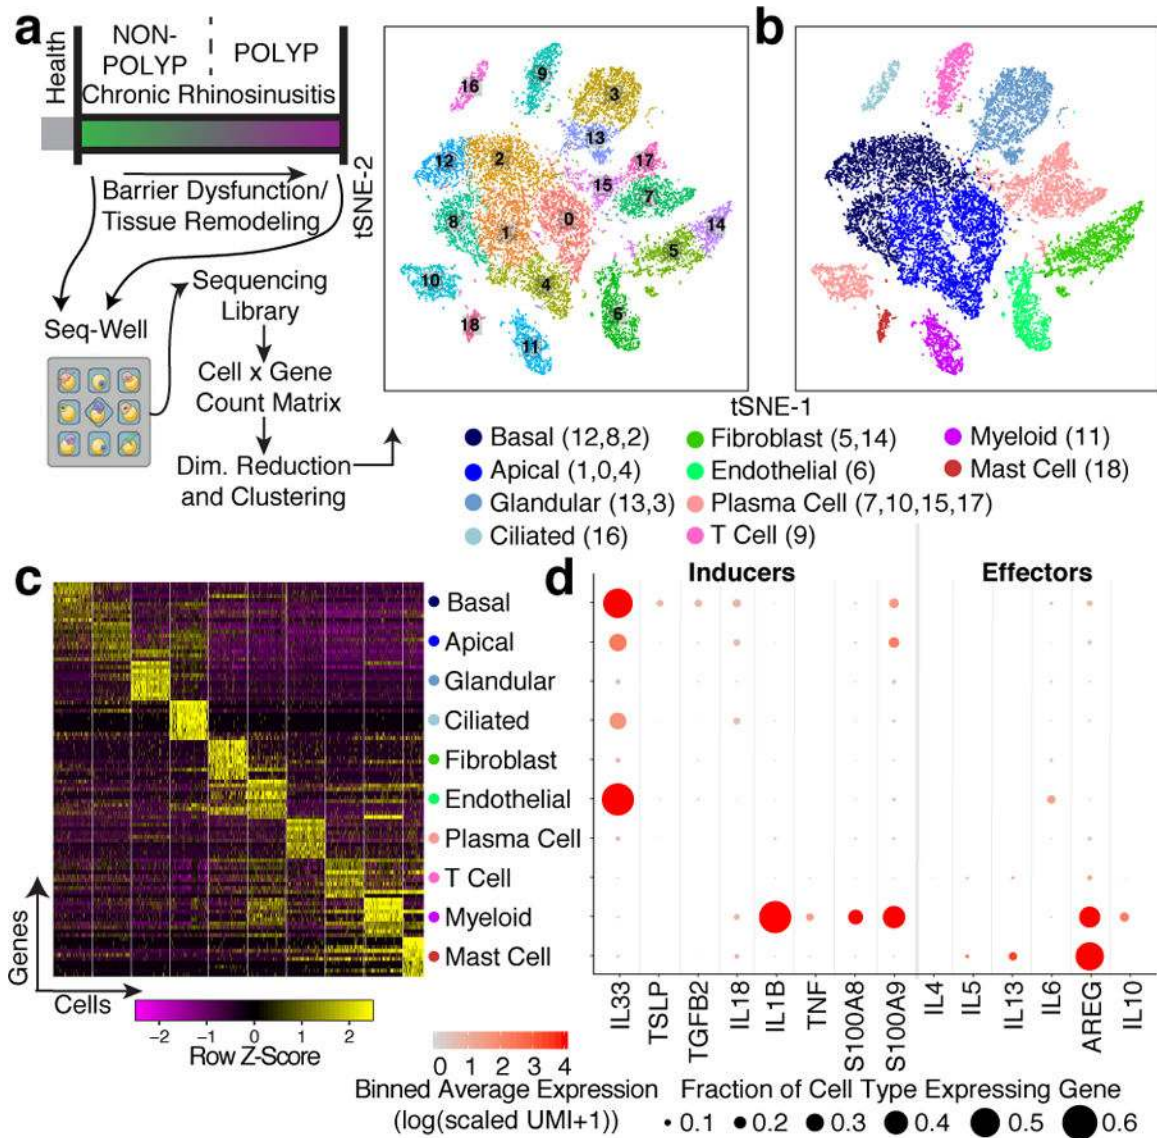 a
Health
NON-
POLYP
POLYP
Chronic Rhinosinusitis
Barrier Dysfunction/
Tissue Remodeling
Seq-Well
Sequencing
Library
Cell x Gene
Count Matrix
Dim. Reduction
and Clustering
tSNE-2
16
9
3
13
12
2
17
15
7
8
1
0
14
5
10
4
6
18
11
b
tSNE-1
Basal (12,8,2)
Apical (1,0,4)
Glandular (13,3)
Ciliated (16)
Fibroblast (5,14)
Endothelial (6)
Plasma Cell (7,10,15,17)
T Cell (9)
Myeloid (11)
Mast Cell (18)
c
Basal
Apical
Glandular
Ciliated
Fibroblast
Endothelial
Plasma Cell
T Cell
Myeloid
Mast Cell
Genes
Cells
−2 −1 0 1 2
Row Z-Score
d
Inducers
Effectors
IL33
TSLP
TGFB2
IL18
IL1B
TNF
S100A8
S100A9
IL4
IL5
IL13
IL6
AREG
IL10
0 1 2 3 4
Binned Average Expression
(log(scaled UMI+1))
Fraction of Cell Type Expressing Gene
0.1 0.2 0.3 0.4 0.5 0.6